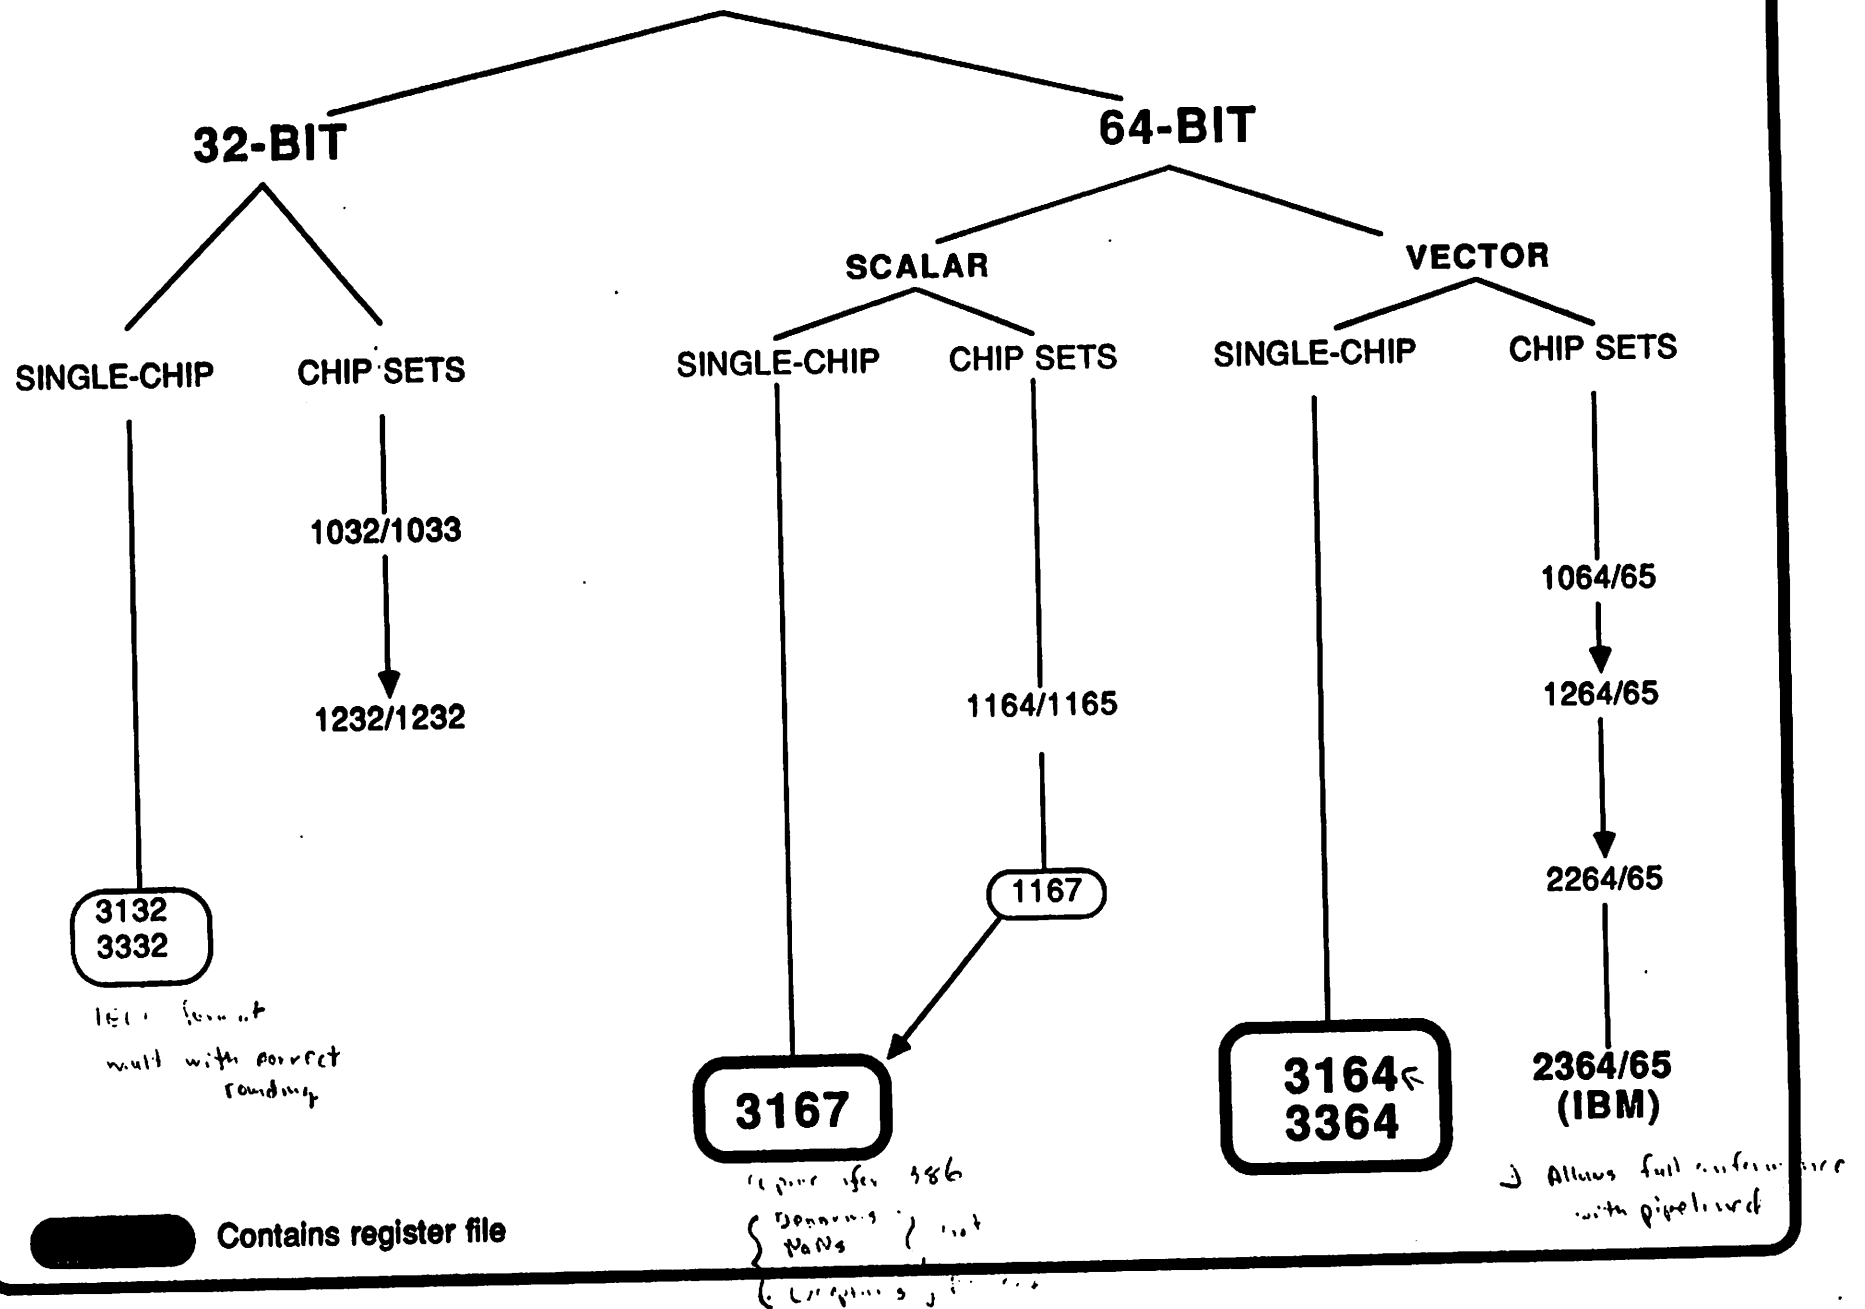 32-BIT
64-BIT
SCALAR
VECTOR
SINGLE-CHIP
CHIP SETS
SINGLE-CHIP
CHIP SETS
SINGLE-CHIP
CHIP SETS
1032/1033
1064/65
1264/65
1164/1165
1232/1232
2264/65
1167
3132
3332
format
mult with correct
rounding
3167
3164
3364
2364/65
(IBM)
386
NaNs
not
Allows full
with pipelined
Contains register file